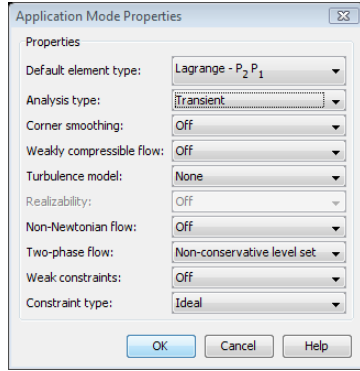 Application Mode Properties
Properties
Default element type: Lagrange - P₂ P₁
Analysis type: Transient
Corner smoothing: Off
Weakly compressible flow: Off
Turbulence model: None
Realizability: Off
Non-Newtonian flow: Off
Two-phase flow: Non-conservative level set
Weak constraints: Off
Constraint type: Ideal
OK Cancel Help